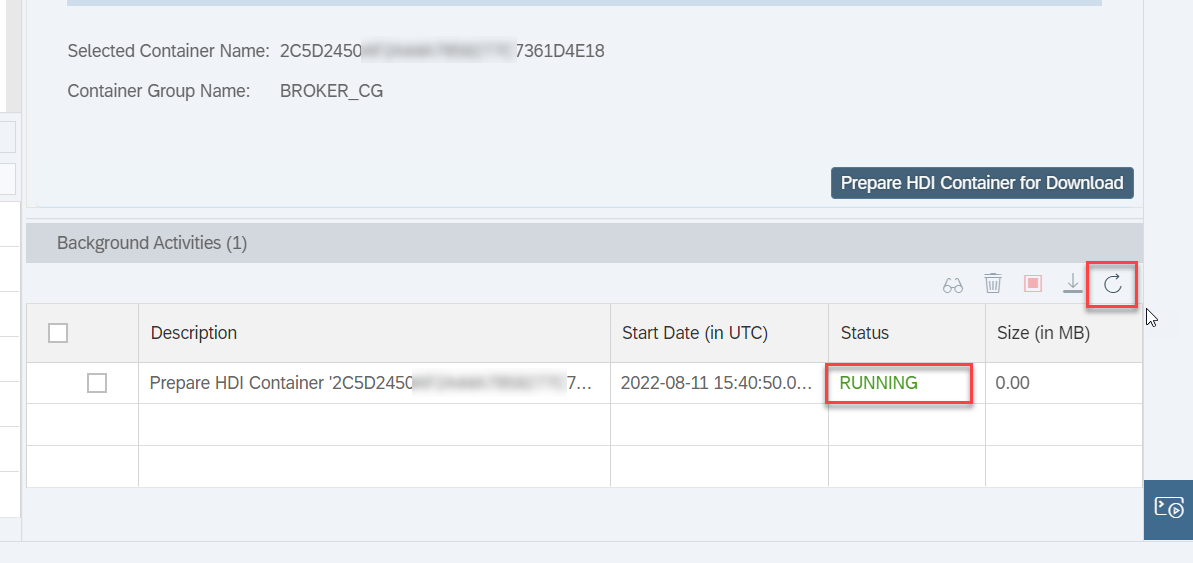 Selected Container Name: 2C5D2450 7361D4E18
Container Group Name: BROKER_CG
Prepare HDI Container for Download
Background Activities (1)
Description Start Date (in UTC) Status Size (in MB)
Prepare HDI Container '2C5D2450 7... 2022-08-11 15:40:50.0... RUNNING 0.00